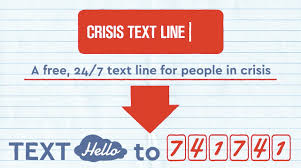 CRISIS TEXT LINE |
A free, 24/7 text line for people in crisis
TEXT Hello to 741741